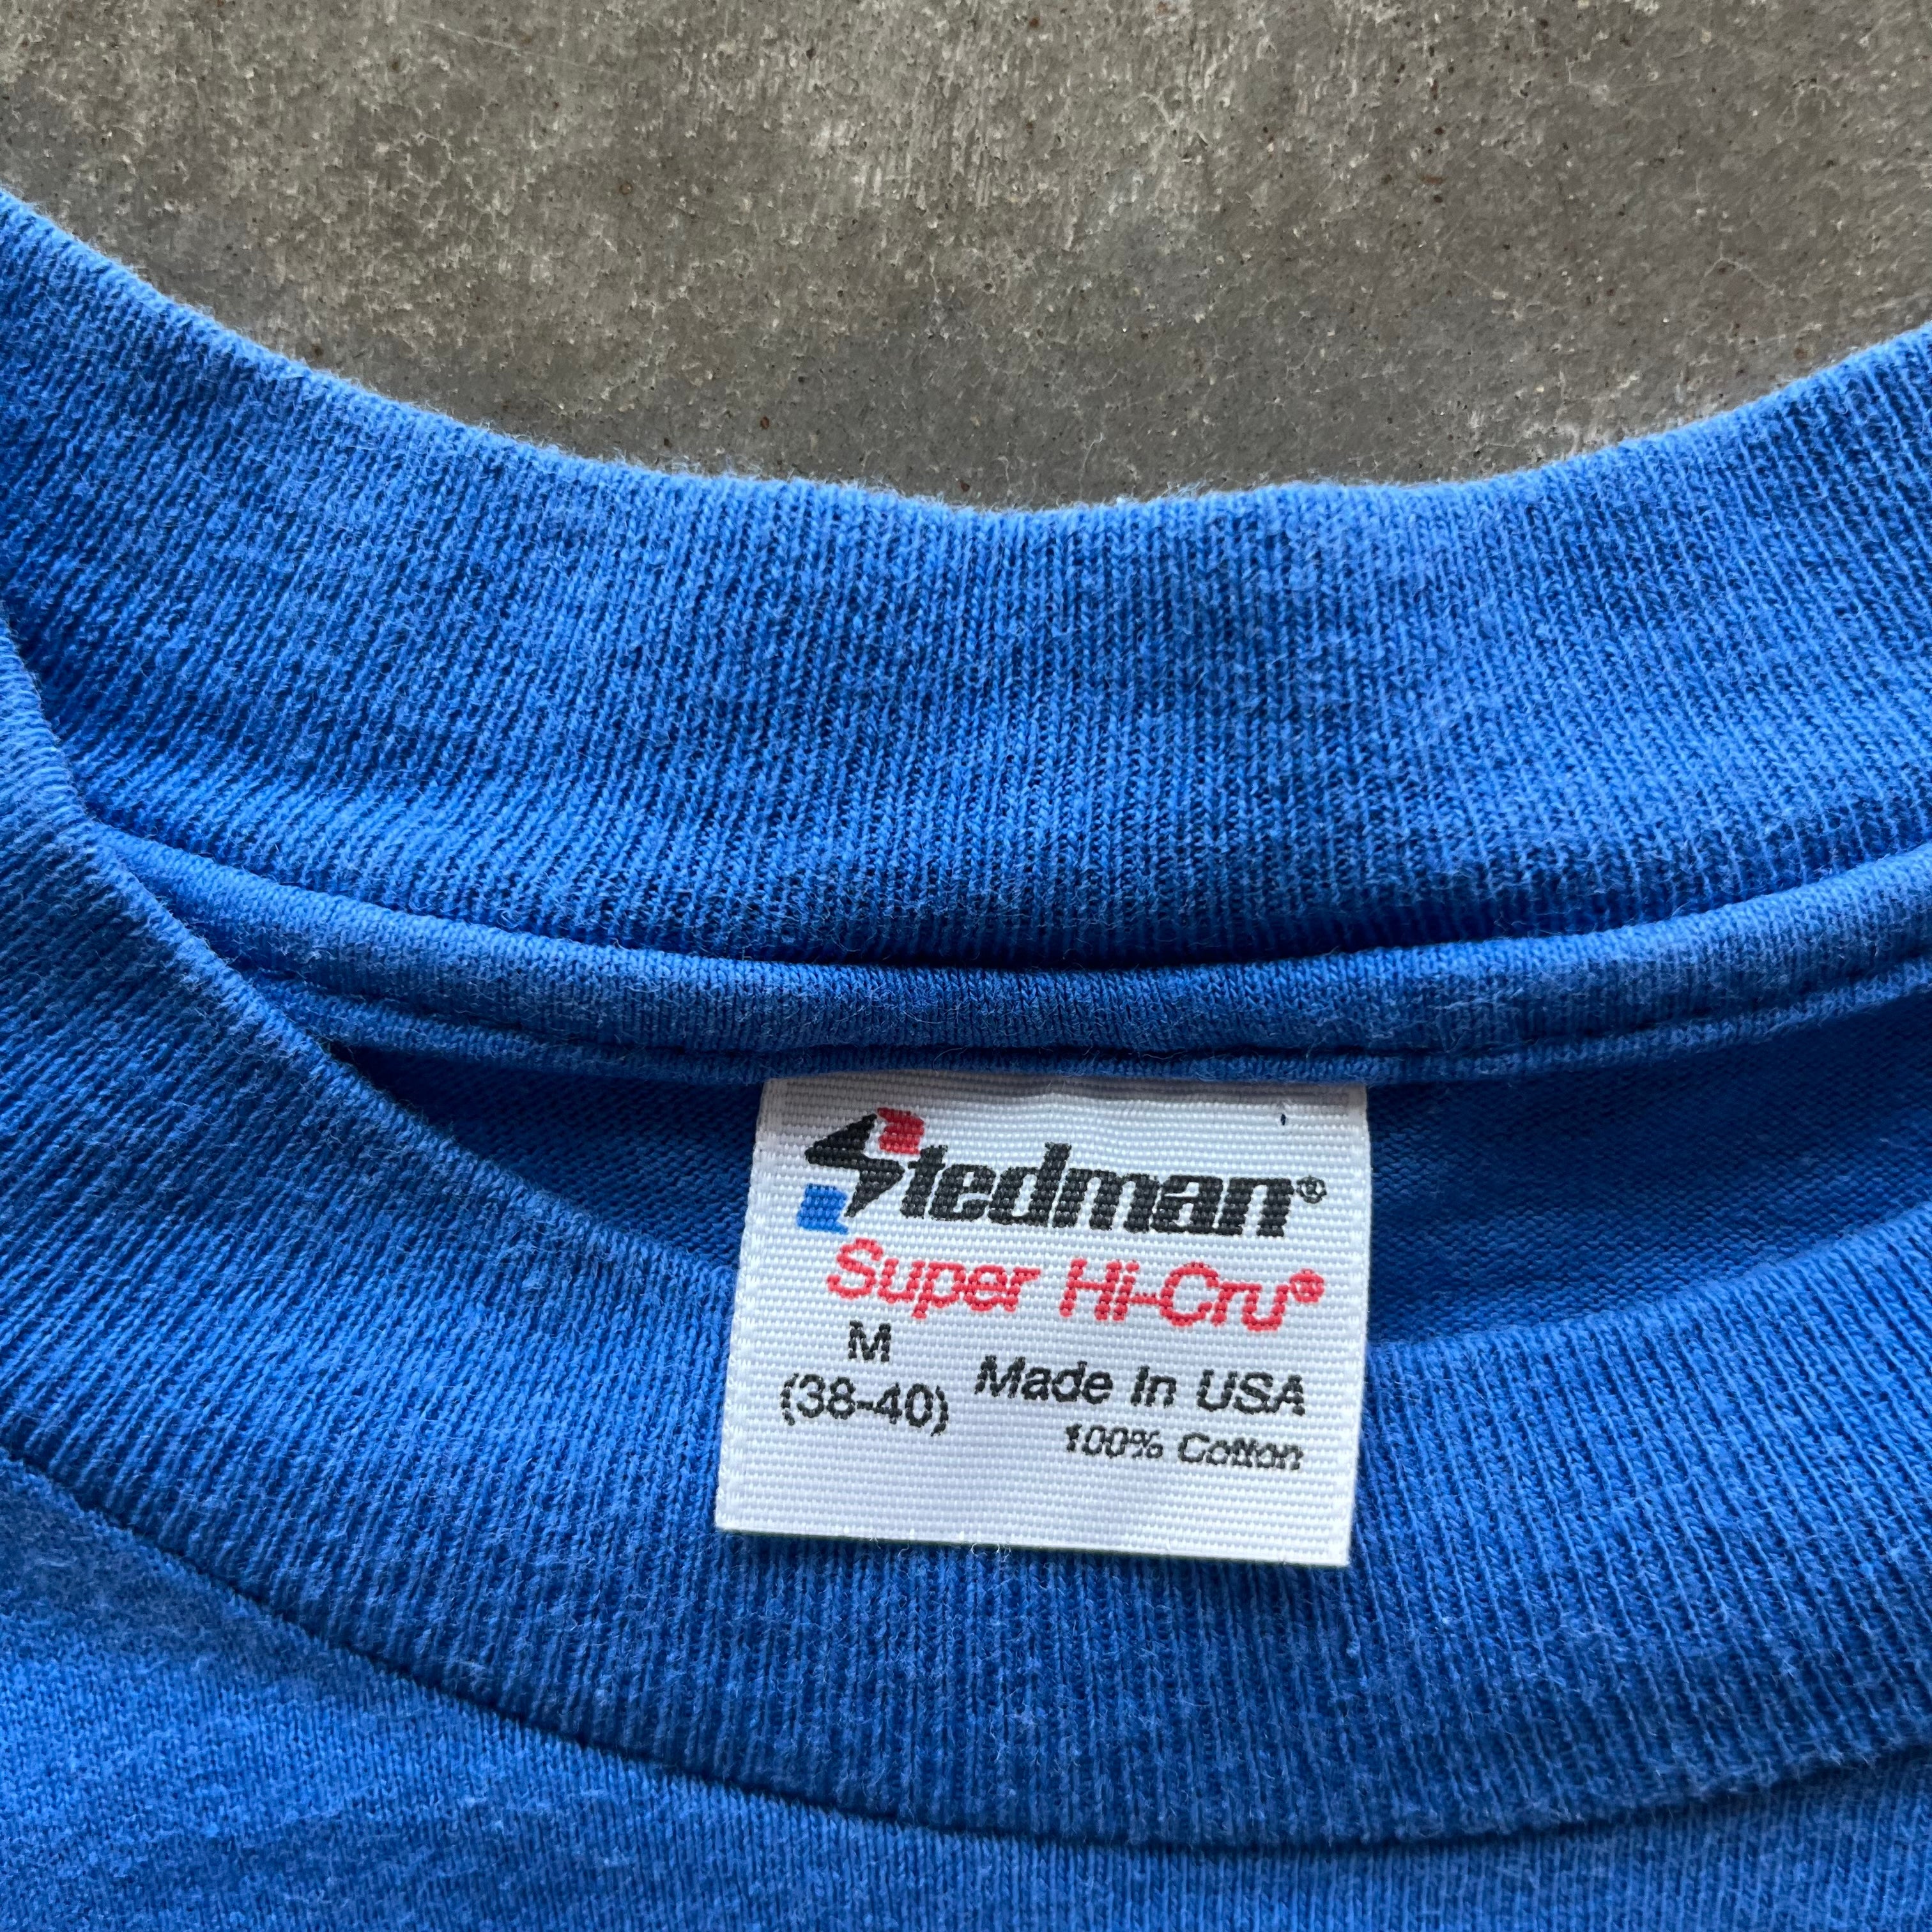 Stedman®
Super Hi-Cru®
M
(38-40)
Made In USA
100% Cotton